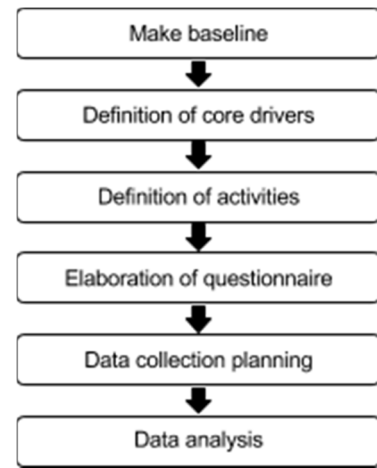 Make baseline
Definition of core drivers
Definition of activities
Elaboration of questionnaire
Data collection planning
Data analysis